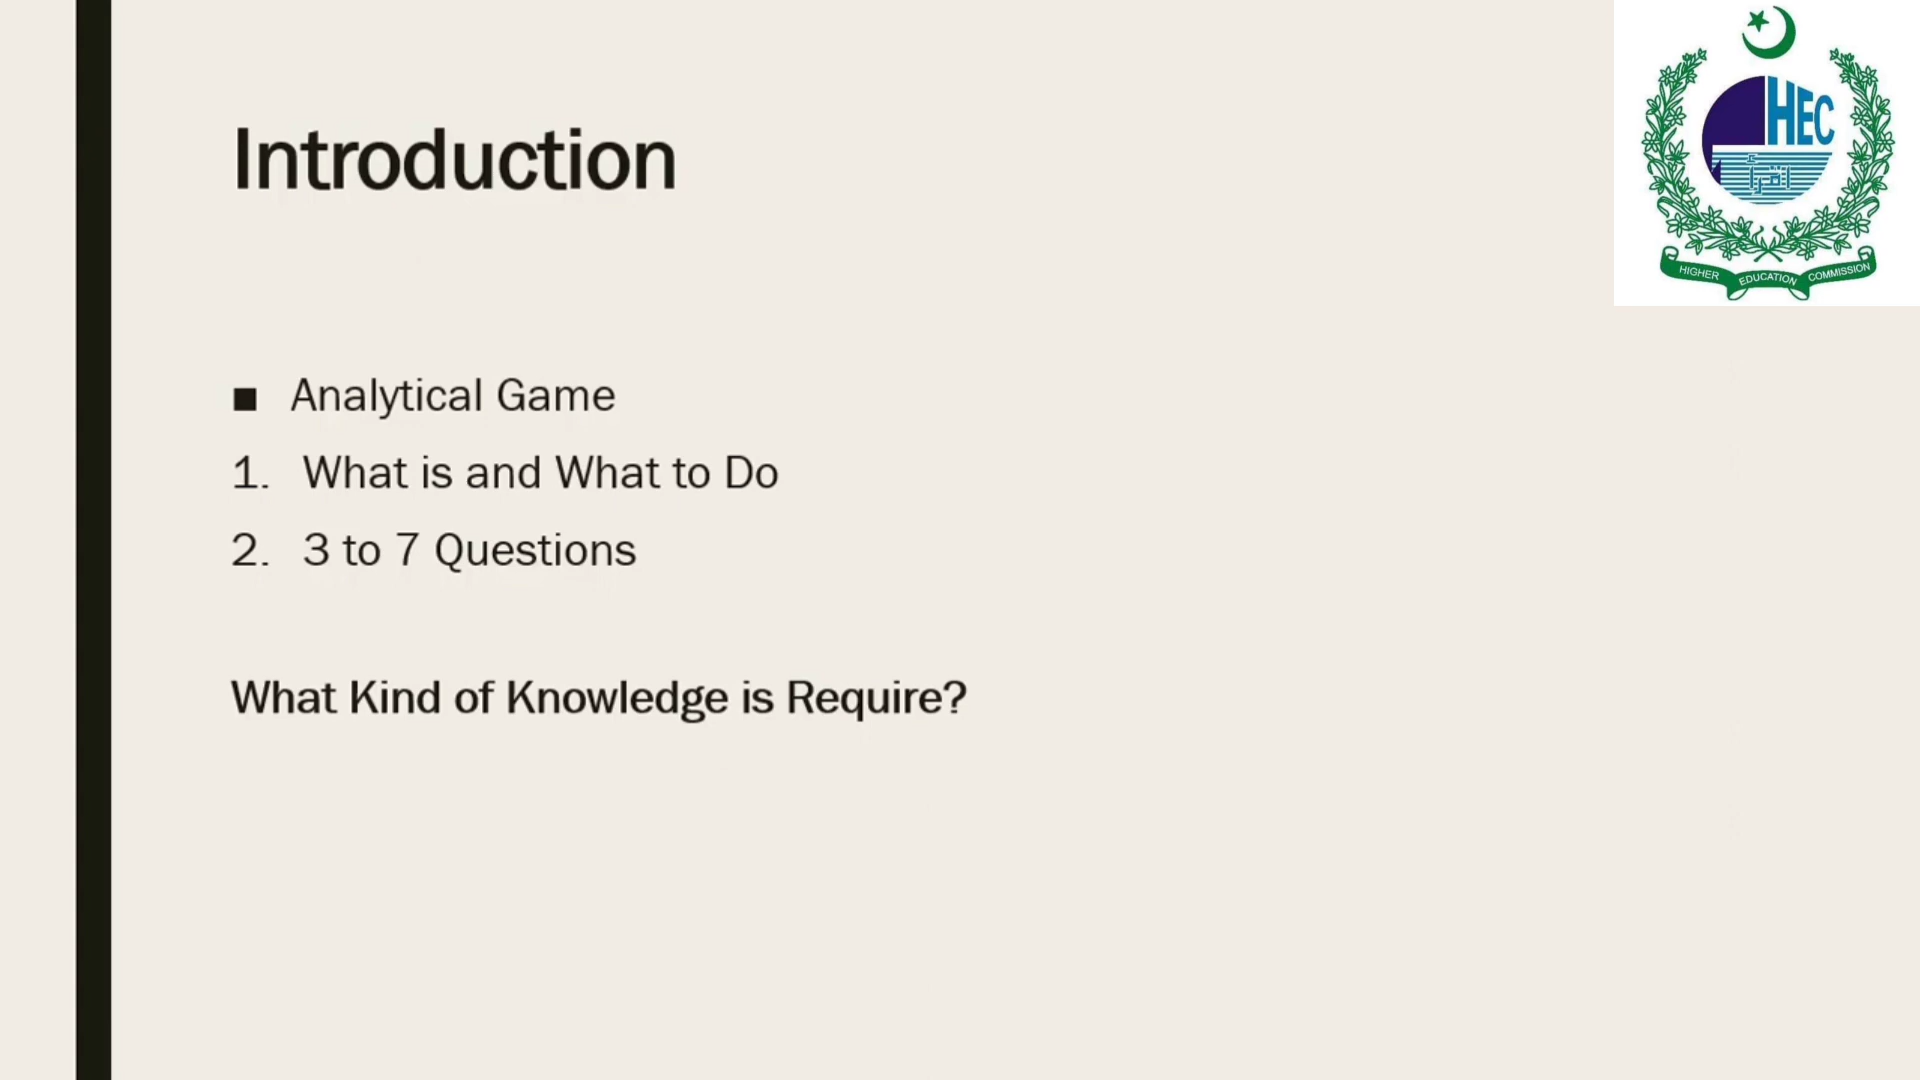 Introduction
HEC
اقرأ
HIGHER EDUCATION COMMISSION
■ Analytical Game
1. What is and What to Do
2. 3 to 7 Questions
What Kind of Knowledge is Require?